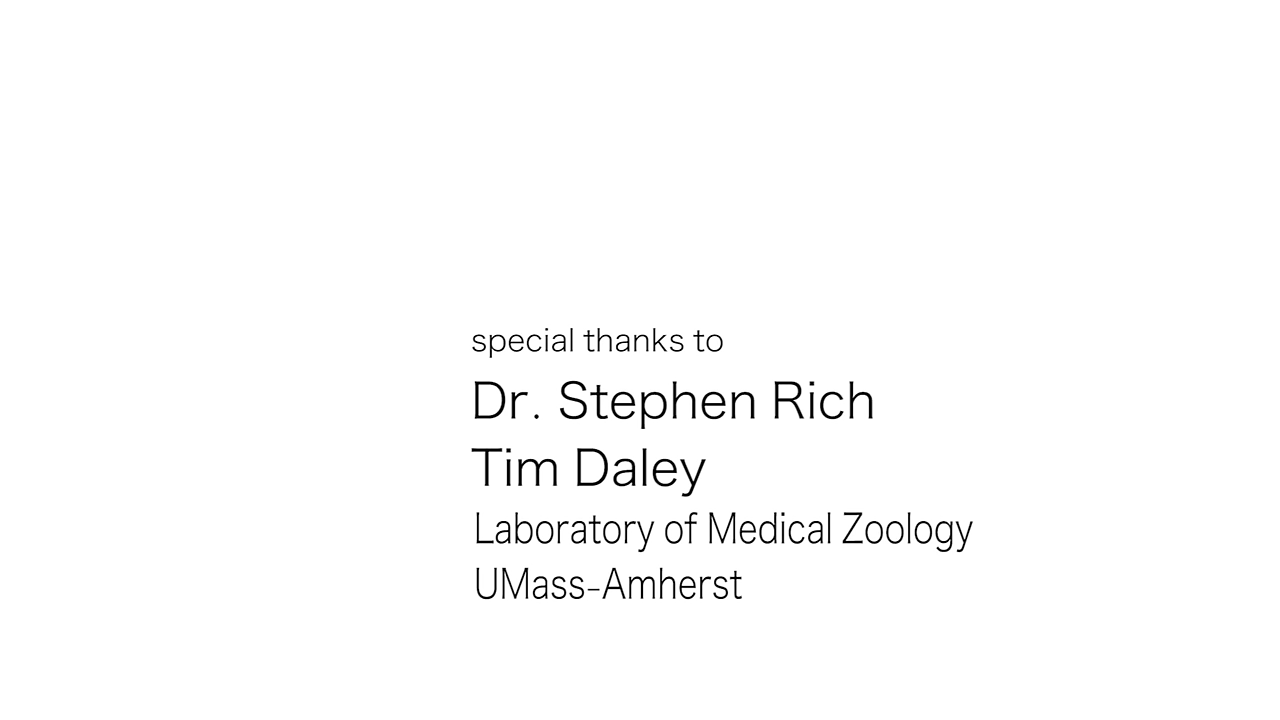 special thanks to
Dr. Stephen Rich
Tim Daley
Laboratory of Medical Zoology
UMass-Amherst